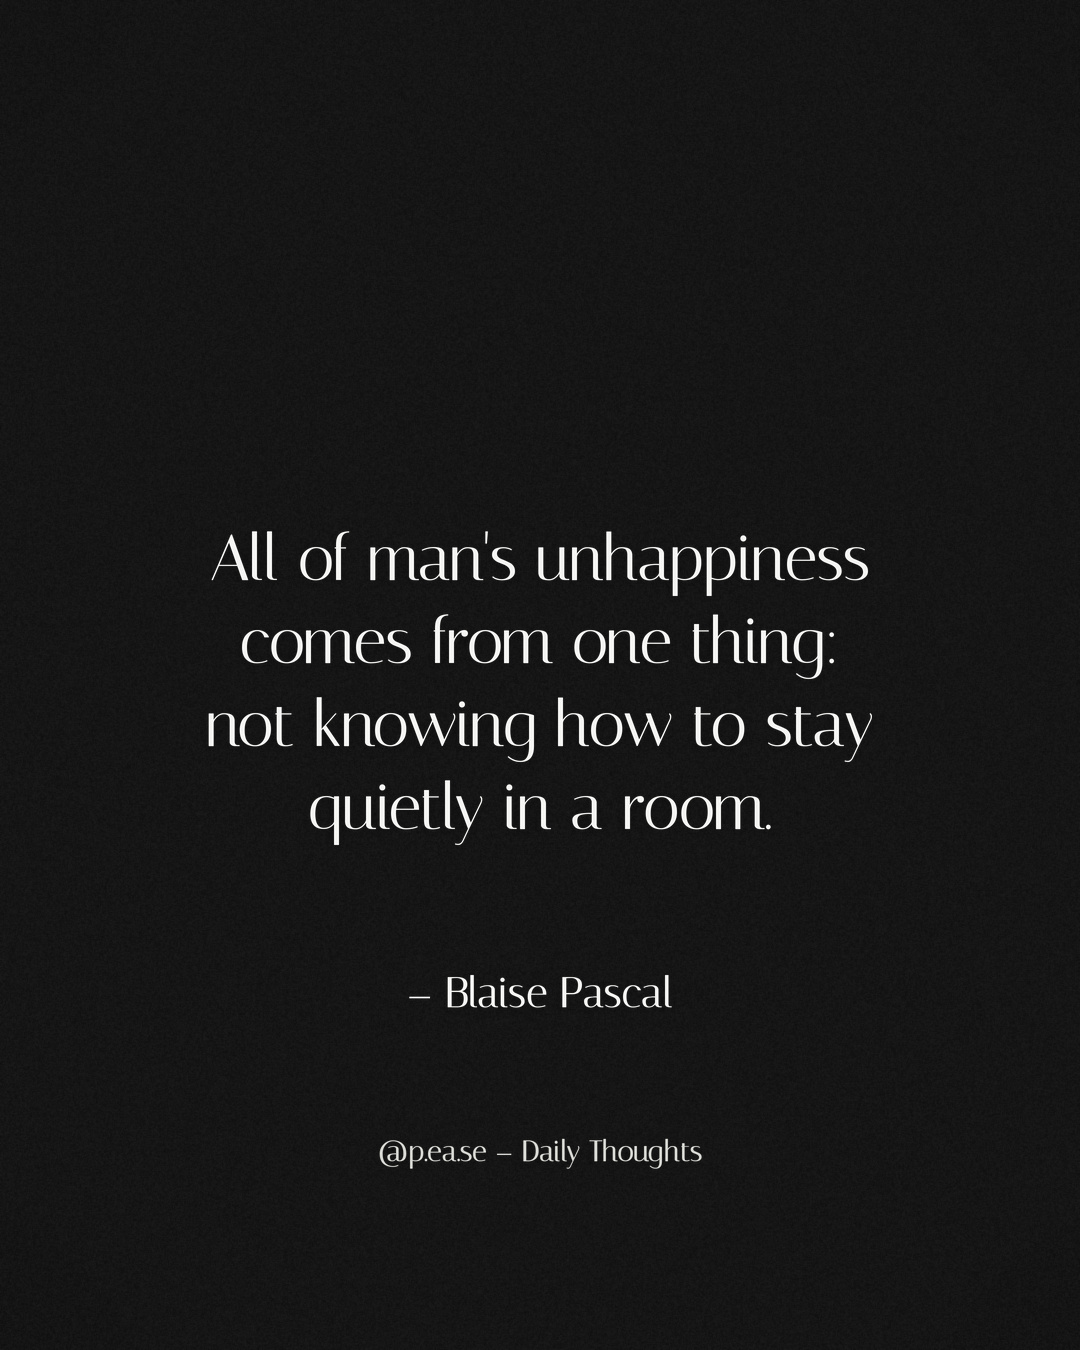 All of man's unhappiness
comes from one thing:
not knowing how to stay
quietly in a room.
– Blaise Pascal
@p.ea.se – Daily Thoughts